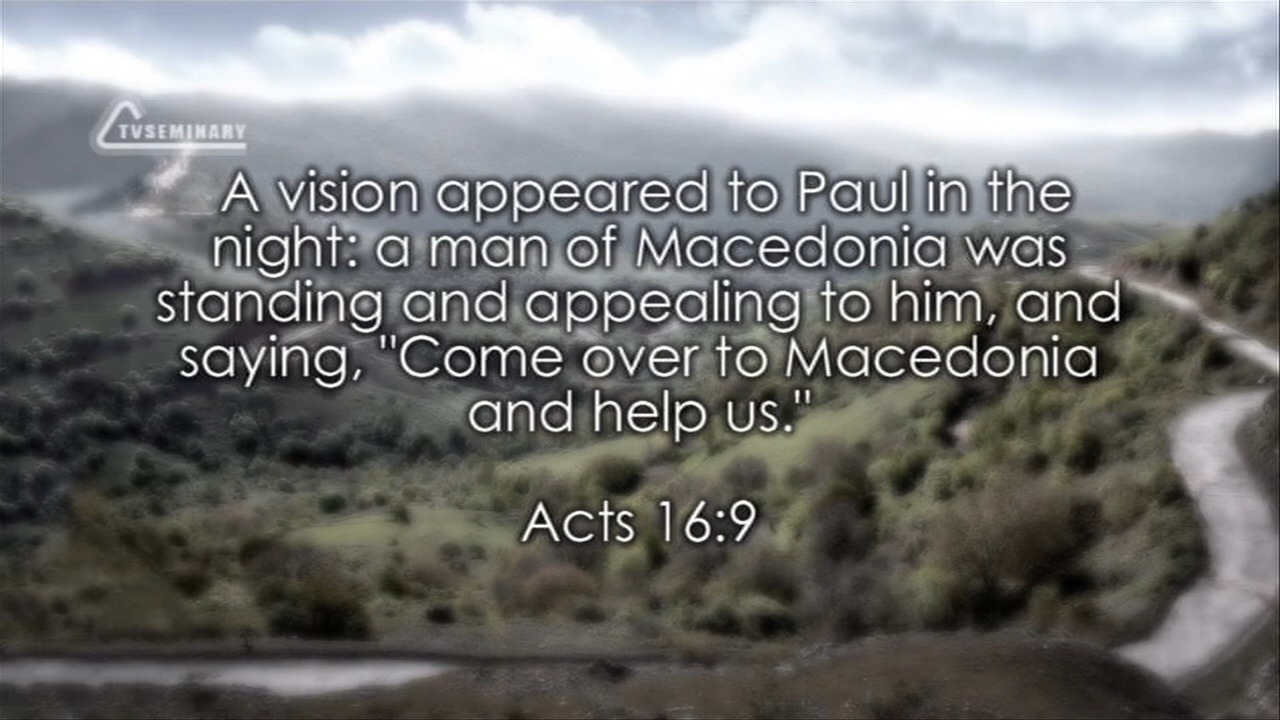 TVSEMINARY
A vision appeared to Paul in the
night: a man of Macedonia was
standing and appealing to him, and
saying, "Come over to Macedonia
and help us."
Acts 16:9